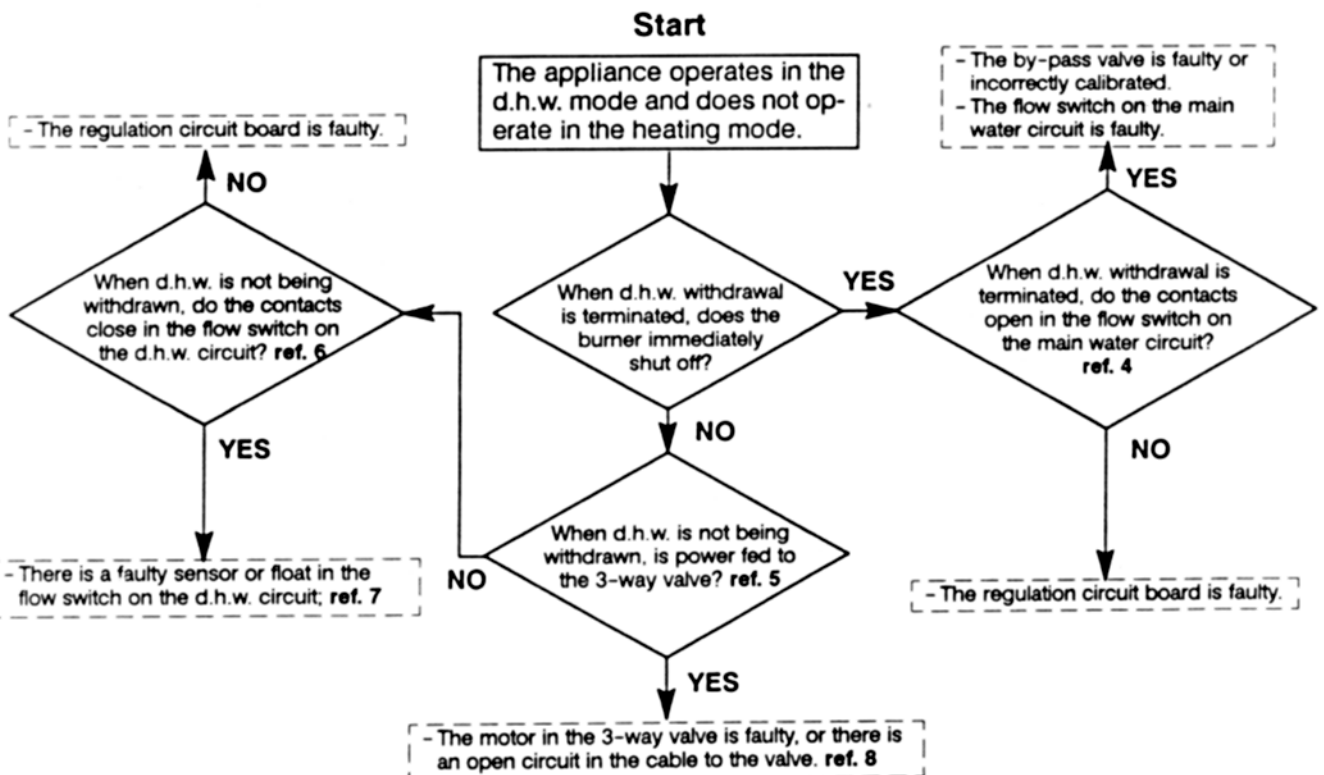 Start
The appliance operates in the
d.h.w. mode and does not op-
erate in the heating mode.
- The by-pass valve is faulty or
incorrectly calibrated.
- The flow switch on the main
water circuit is faulty.
- The regulation circuit board is faulty.
NO
YES
When d.h.w. is not being
withdrawn, do the contacts
close in the flow switch on
the d.h.w. circuit? ref. 6
When d.h.w. withdrawal
is terminated, does the
burner immediately
shut off?
YES
When d.h.w. withdrawal is
terminated, do the contacts
open in the flow switch on
the main water circuit?
ref. 4
YES
NO
NO
When d.h.w. is not being
withdrawn, is power fed to
the 3-way valve? ref. 5
- There is a faulty sensor or float in the
flow switch on the d.h.w. circuit; ref. 7
NO
- The regulation circuit board is faulty.
YES
- The motor in the 3-way valve is faulty, or there is
an open circuit in the cable to the valve. ref. 8